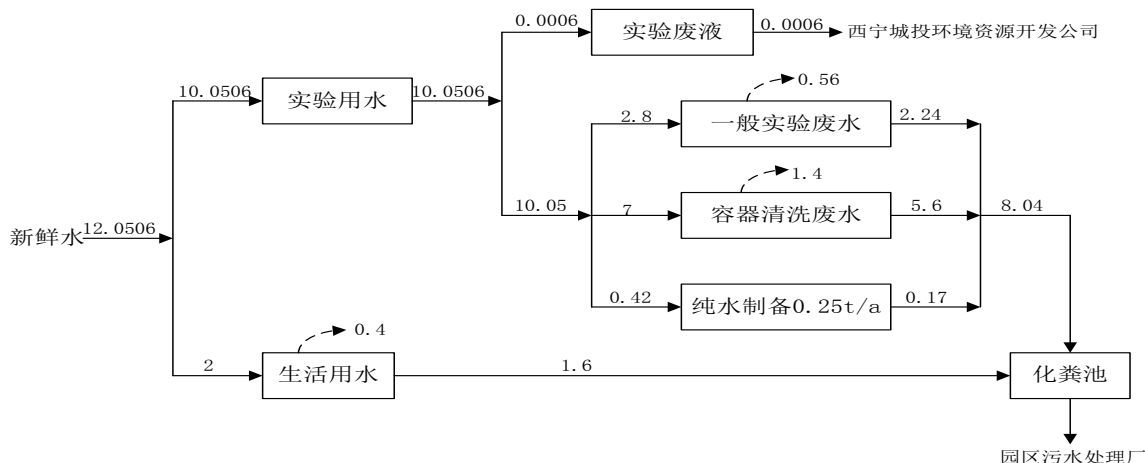 0.0006
实验废液
0.0006
西宁城投环境资源开发公司
10.0506
实验用水
10.0506
0.56
2.8
一般实验废水
2.24
1.4
10.05
7
容器清洗废水
5.6
8.04
新鲜水
12.0506
0.42
纯水制备0.25t/a
0.17
0.4
2
生活用水
1.6
化粪池
园区污水处理厂